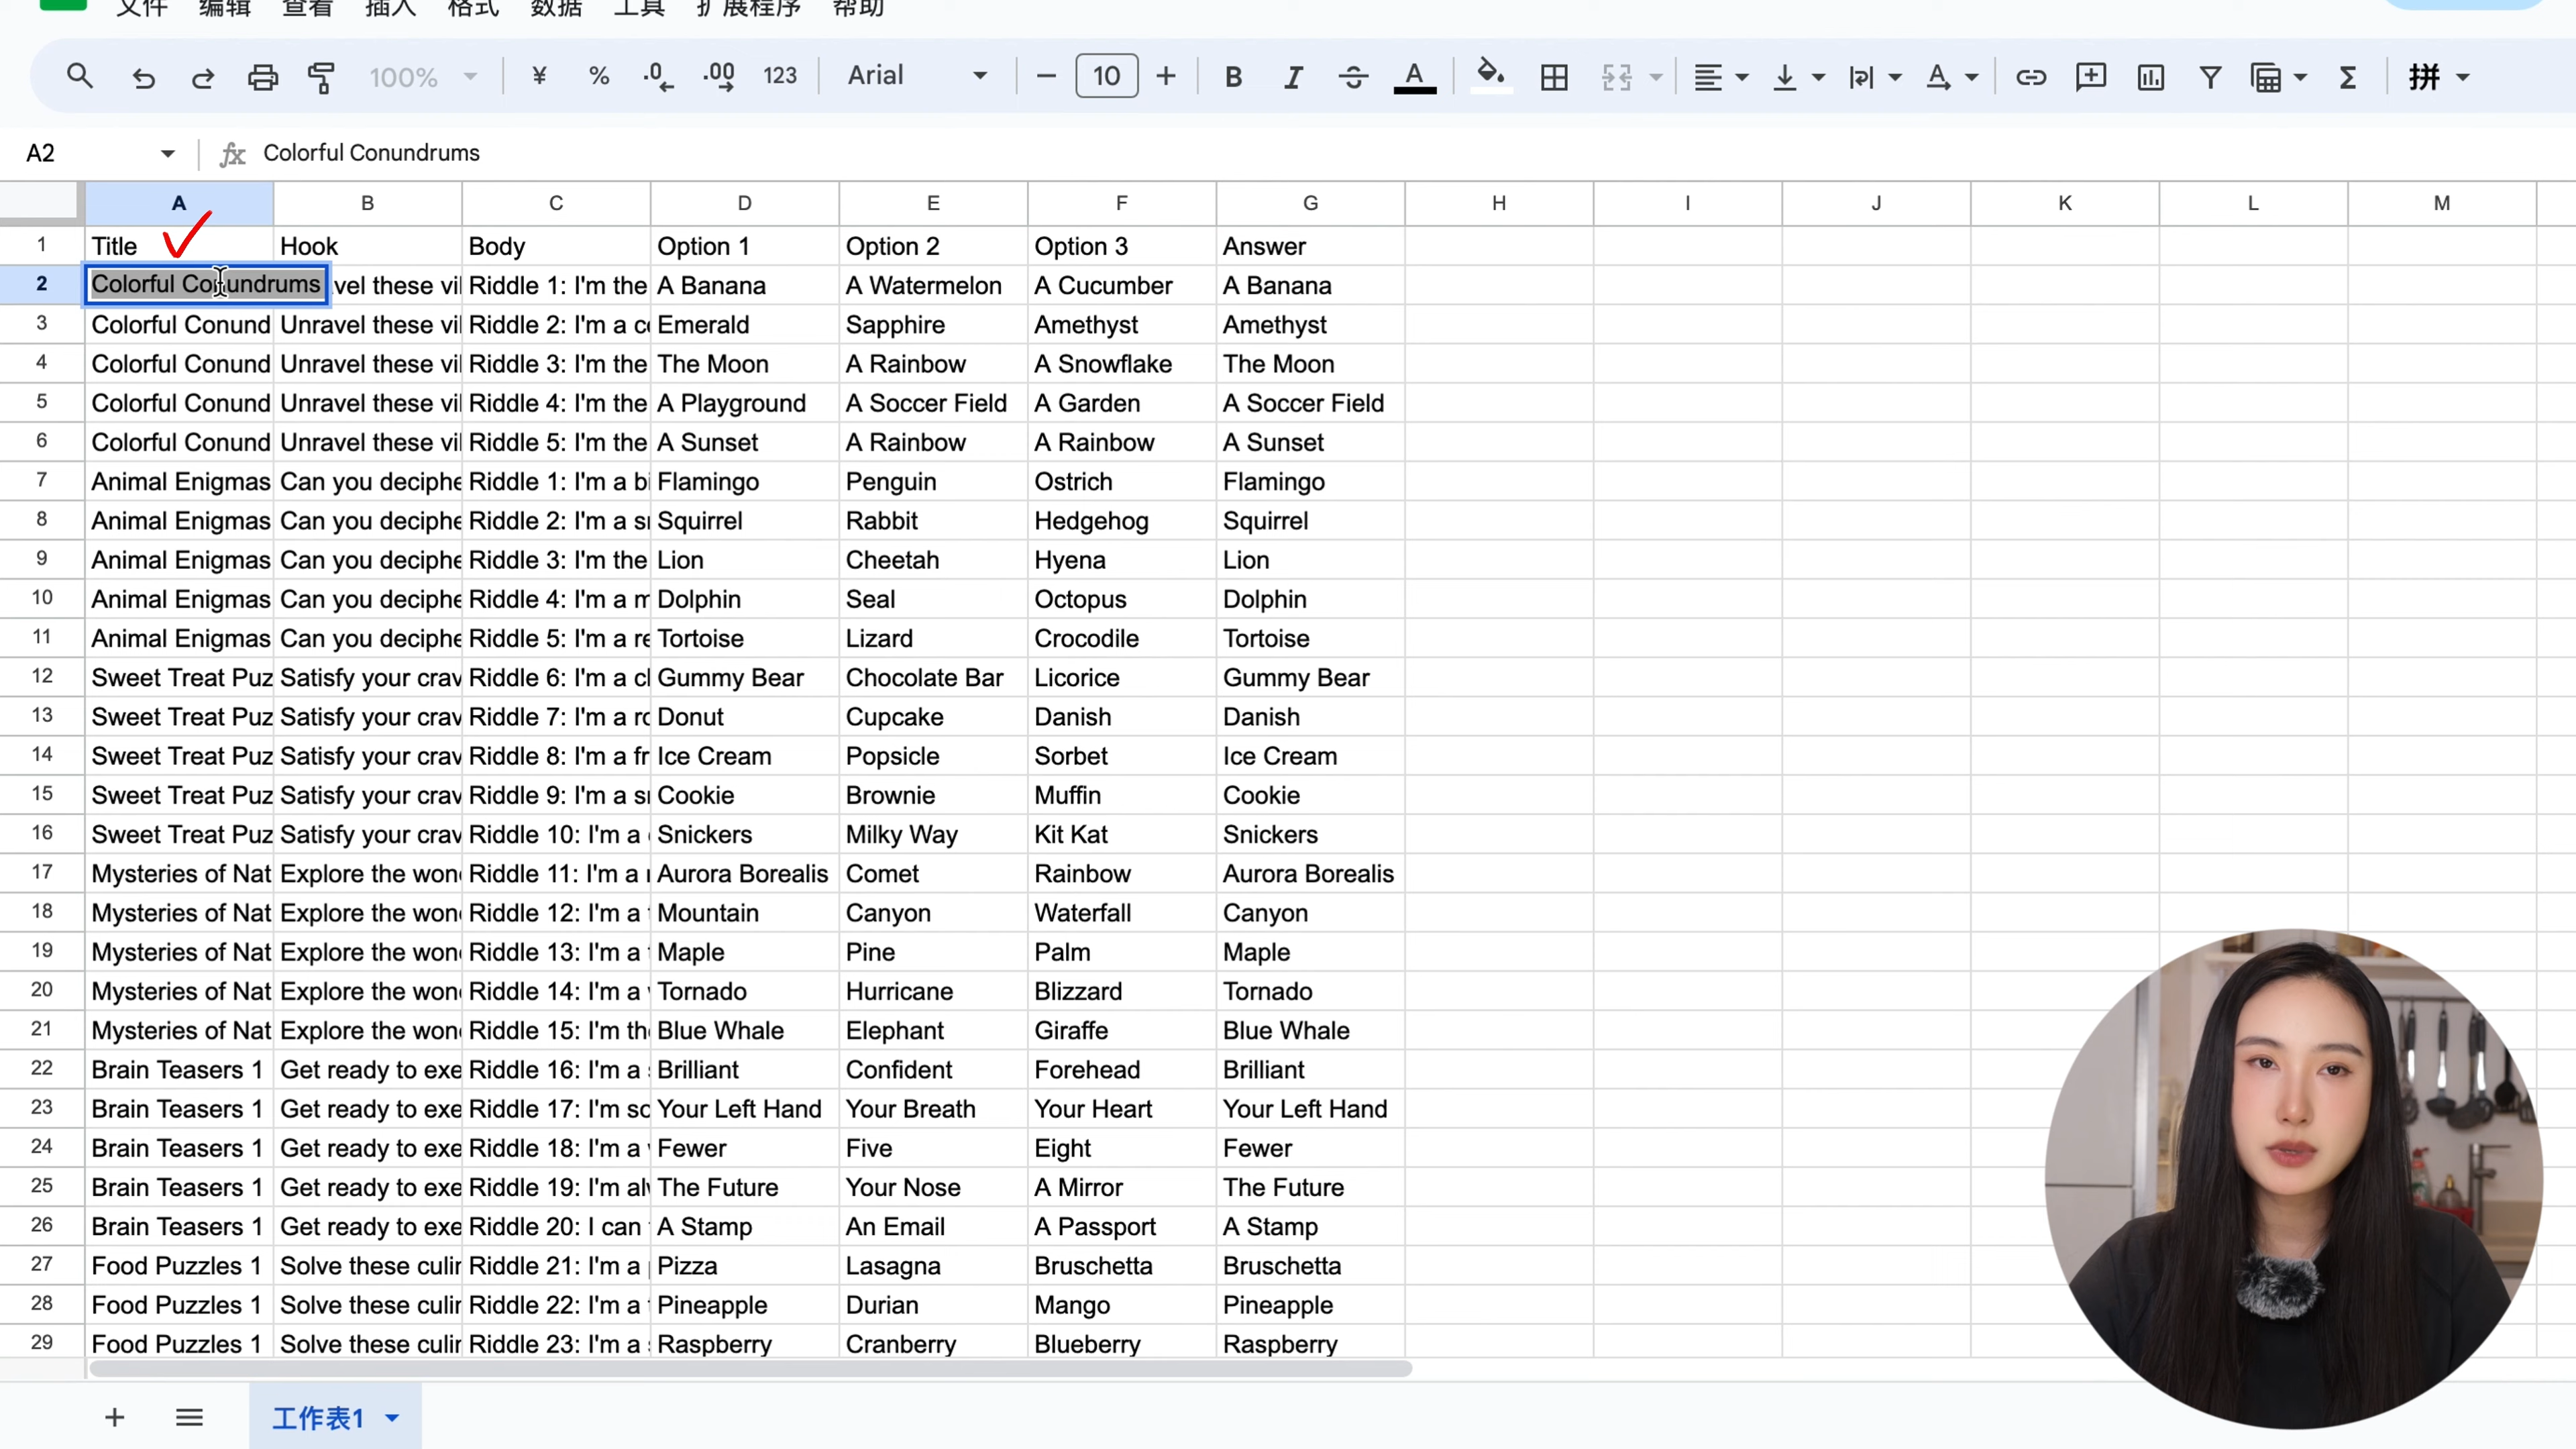 文件 编辑 查看 插入 格式 数据 工具 扩展程序 帮助
100% ¥ % .0 .00 123 Arial 10 B I A A Σ 拼
A2 fx Colorful Conundrums
A B C D E F G H I J K L M
1 Title Hook Body Option 1 Option 2 Option 3 Answer
2 Colorful Conundrums vel these vi Riddle 1: I'm the A Banana A Watermelon A Cucumber A Banana
3 Colorful Conund Unravel these vi Riddle 2: I'm a c Emerald Sapphire Amethyst Amethyst
4 Colorful Conund Unravel these vi Riddle 3: I'm the The Moon A Rainbow A Snowflake The Moon
5 Colorful Conund Unravel these vi Riddle 4: I'm the A Playground A Soccer Field A Garden A Soccer Field
6 Colorful Conund Unravel these vi Riddle 5: I'm the A Sunset A Rainbow A Rainbow A Sunset
7 Animal Enigmas Can you deciphe Riddle 1: I'm a bi Flamingo Penguin Ostrich Flamingo
8 Animal Enigmas Can you deciphe Riddle 2: I'm a s Squirrel Rabbit Hedgehog Squirrel
9 Animal Enigmas Can you deciphe Riddle 3: I'm the Lion Cheetah Hyena Lion
10 Animal Enigmas Can you deciphe Riddle 4: I'm a m Dolphin Seal Octopus Dolphin
11 Animal Enigmas Can you deciphe Riddle 5: I'm a re Tortoise Lizard Crocodile Tortoise
12 Sweet Treat Puz Satisfy your crav Riddle 6: I'm a cl Gummy Bear Chocolate Bar Licorice Gummy Bear
13 Sweet Treat Puz Satisfy your crav Riddle 7: I'm a ro Donut Cupcake Danish Danish
14 Sweet Treat Puz Satisfy your crav Riddle 8: I'm a fr Ice Cream Popsicle Sorbet Ice Cream
15 Sweet Treat Puz Satisfy your crav Riddle 9: I'm a s Cookie Brownie Muffin Cookie
16 Sweet Treat Puz Satisfy your crav Riddle 10: I'm a Snickers Milky Way Kit Kat Snickers
17 Mysteries of Nat Explore the won Riddle 11: I'm a Aurora Borealis Comet Rainbow Aurora Borealis
18 Mysteries of Nat Explore the won Riddle 12: I'm a Mountain Canyon Waterfall Canyon
19 Mysteries of Nat Explore the won Riddle 13: I'm a Maple Pine Palm Maple
20 Mysteries of Nat Explore the won Riddle 14: I'm a Tornado Hurricane Blizzard Tornado
21 Mysteries of Nat Explore the won Riddle 15: I'm the Blue Whale Elephant Giraffe Blue Whale
22 Brain Teasers 1 Get ready to exe Riddle 16: I'm a Brilliant Confident Forehead Brilliant
23 Brain Teasers 1 Get ready to exe Riddle 17: I'm so Your Left Hand Your Breath Your Heart Your Left Hand
24 Brain Teasers 1 Get ready to exe Riddle 18: I'm a Fewer Five Eight Fewer
25 Brain Teasers 1 Get ready to exe Riddle 19: I'm al The Future Your Nose A Mirror The Future
26 Brain Teasers 1 Get ready to exe Riddle 20: I can A Stamp An Email A Passport A Stamp
27 Food Puzzles 1 Solve these culi Riddle 21: I'm a Pizza Lasagna Bruschetta Bruschetta
28 Food Puzzles 1 Solve these culi Riddle 22: I'm a Pineapple Durian Mango Pineapple
29 Food Puzzles 1 Solve these culi Riddle 23: I'm a Raspberry Cranberry Blueberry Raspberry
工作表1